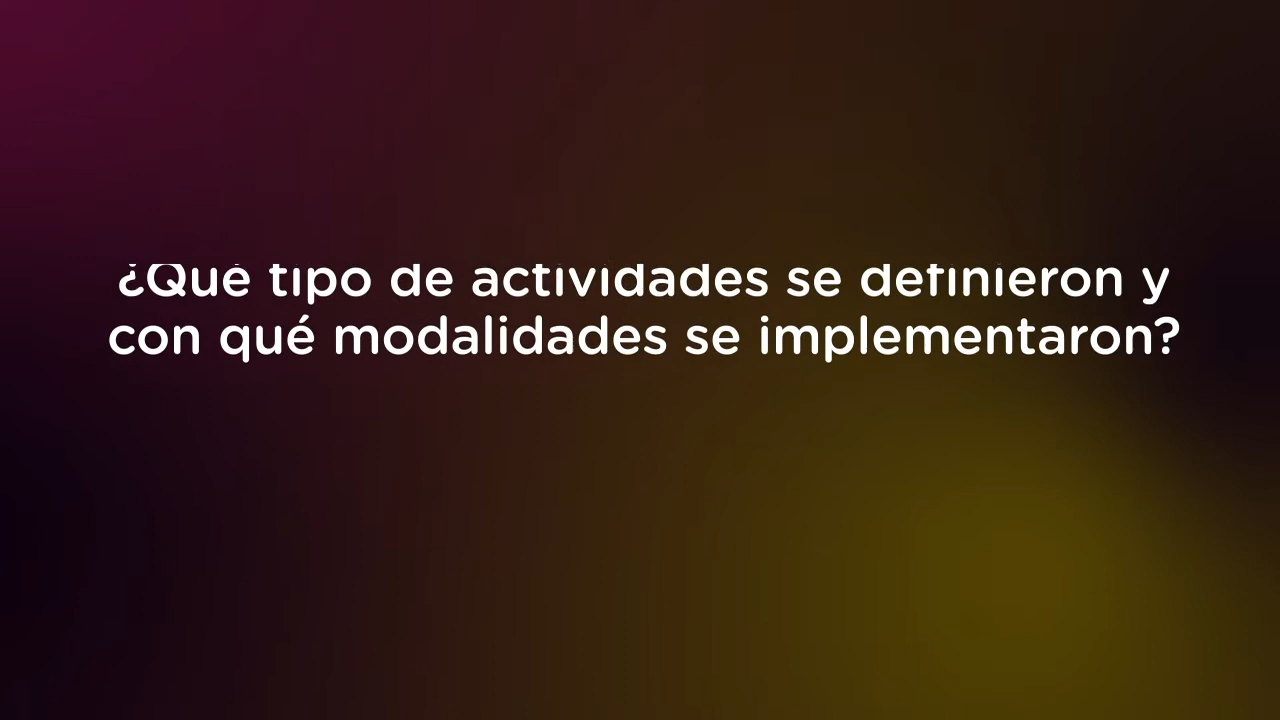 ¿Qué tipo de actividades se definieron y
con qué modalidades se implementaron?